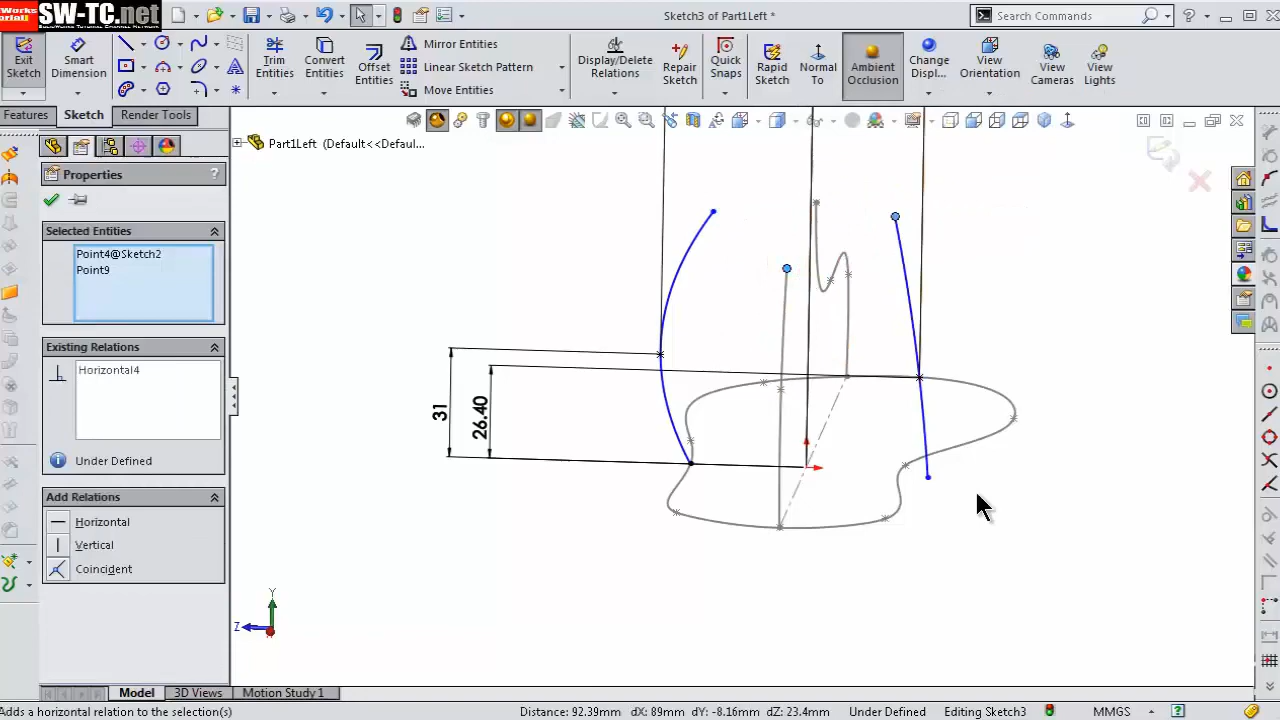 SW-TC.net
SolidWorks Tutorial Channel.Network
Sketch3 of Part1Left *
Search Commands
Exit Sketch
Smart Dimension
Trim Entities
Convert Entities
Offset Entities
Mirror Entities
Linear Sketch Pattern
Move Entities
Display/Delete Relations
Repair Sketch
Quick Snaps
Rapid Sketch
Normal To
Ambient Occlusion
Change Displ...
View Orientation
View Cameras
View Lights
Features
Sketch
Render Tools
Part1Left (Default<<Defaul...
Properties
?
Selected Entities
Point4@Sketch2
Point9
Existing Relations
Horizontal4
Under Defined
Add Relations
Horizontal
Vertical
Coincident
31
26.40
Y
Z
Model
3D Views
Motion Study 1
Adds a horizontal relation to the selection(s)
Distance: 92.39mm
dX: 89mm
dY: -8.16mm
dZ: 23.4mm
Under Defined
Editing Sketch3
MMGS